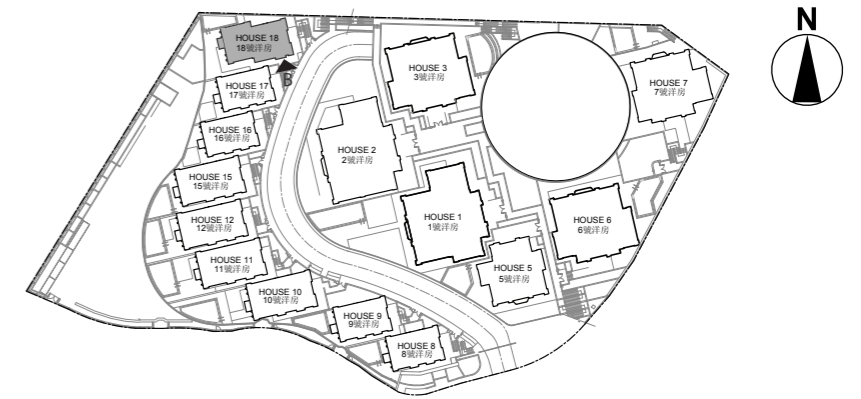 N
HOUSE 18
18號洋房
B
HOUSE 17
17號洋房
HOUSE 16
16號洋房
HOUSE 15
15號洋房
HOUSE 12
12號洋房
HOUSE 11
11號洋房
HOUSE 10
10號洋房
HOUSE 9
9號洋房
HOUSE 8
8號洋房
HOUSE 3
3號洋房
HOUSE 2
2號洋房
HOUSE 1
1號洋房
HOUSE 5
5號洋房
HOUSE 6
6號洋房
HOUSE 7
7號洋房